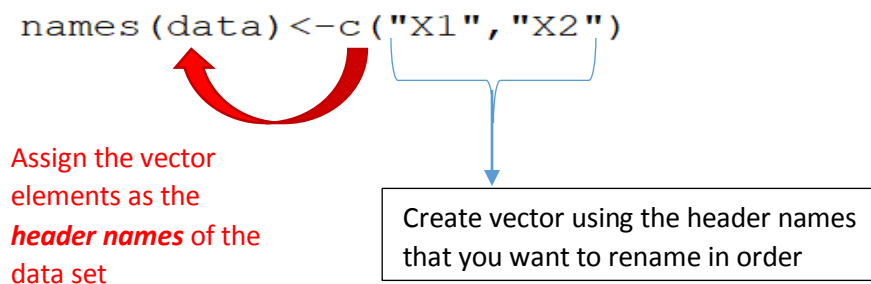 names(data)<-c("X1","X2")
Assign the vector
elements as the
header names of the
data set
Create vector using the header names
that you want to rename in order